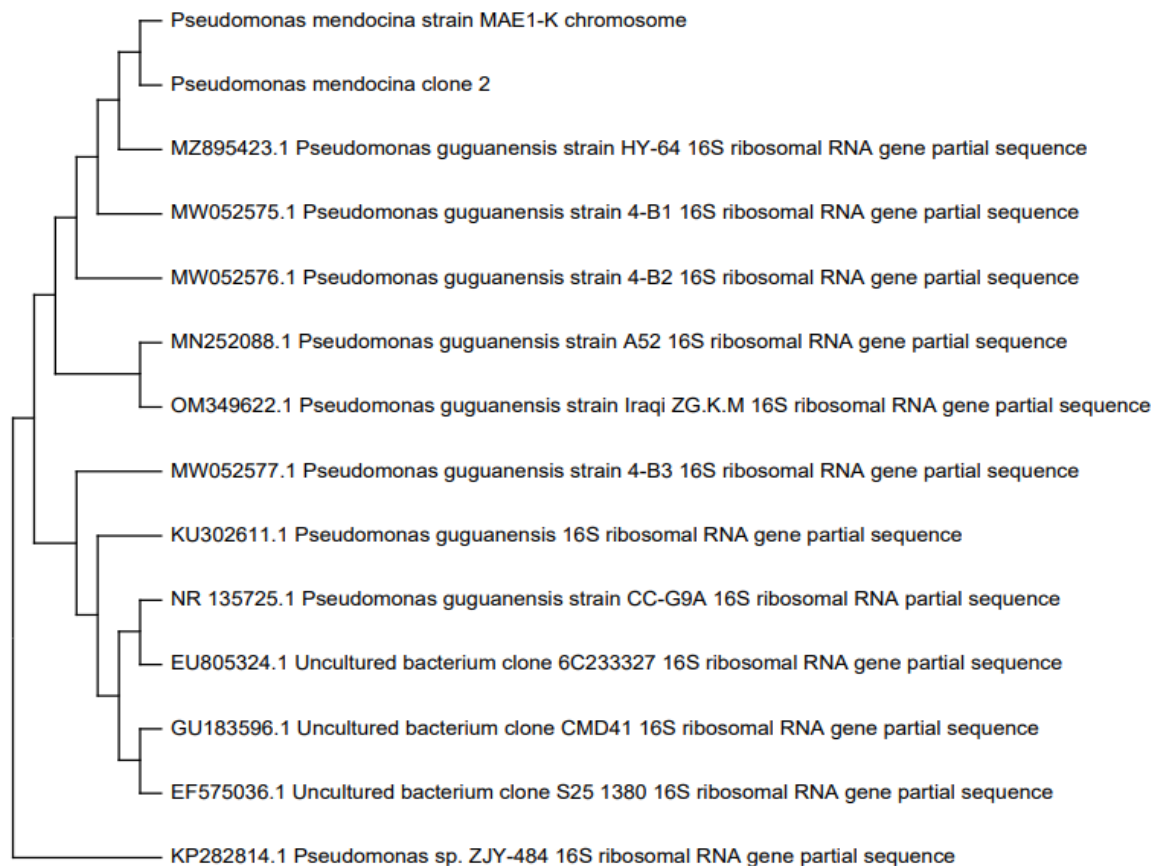 Pseudomonas mendocina strain MAE1-K chromosome
Pseudomonas mendocina clone 2
MZ895423.1 Pseudomonas guguanensis strain HY-64 16S ribosomal RNA gene partial sequence
MW052575.1 Pseudomonas guguanensis strain 4-B1 16S ribosomal RNA gene partial sequence
MW052576.1 Pseudomonas guguanensis strain 4-B2 16S ribosomal RNA gene partial sequence
MN252088.1 Pseudomonas guguanensis strain A52 16S ribosomal RNA gene partial sequence
OM349622.1 Pseudomonas guguanensis strain Iraqi ZG.K.M 16S ribosomal RNA gene partial sequence
MW052577.1 Pseudomonas guguanensis strain 4-B3 16S ribosomal RNA gene partial sequence
KU302611.1 Pseudomonas guguanensis 16S ribosomal RNA gene partial sequence
NR 135725.1 Pseudomonas guguanensis strain CC-G9A 16S ribosomal RNA partial sequence
EU805324.1 Uncultured bacterium clone 6C233327 16S ribosomal RNA gene partial sequence
GU183596.1 Uncultured bacterium clone CMD41 16S ribosomal RNA gene partial sequence
EF575036.1 Uncultured bacterium clone S25 1380 16S ribosomal RNA gene partial sequence
KP282814.1 Pseudomonas sp. ZJY-484 16S ribosomal RNA gene partial sequence